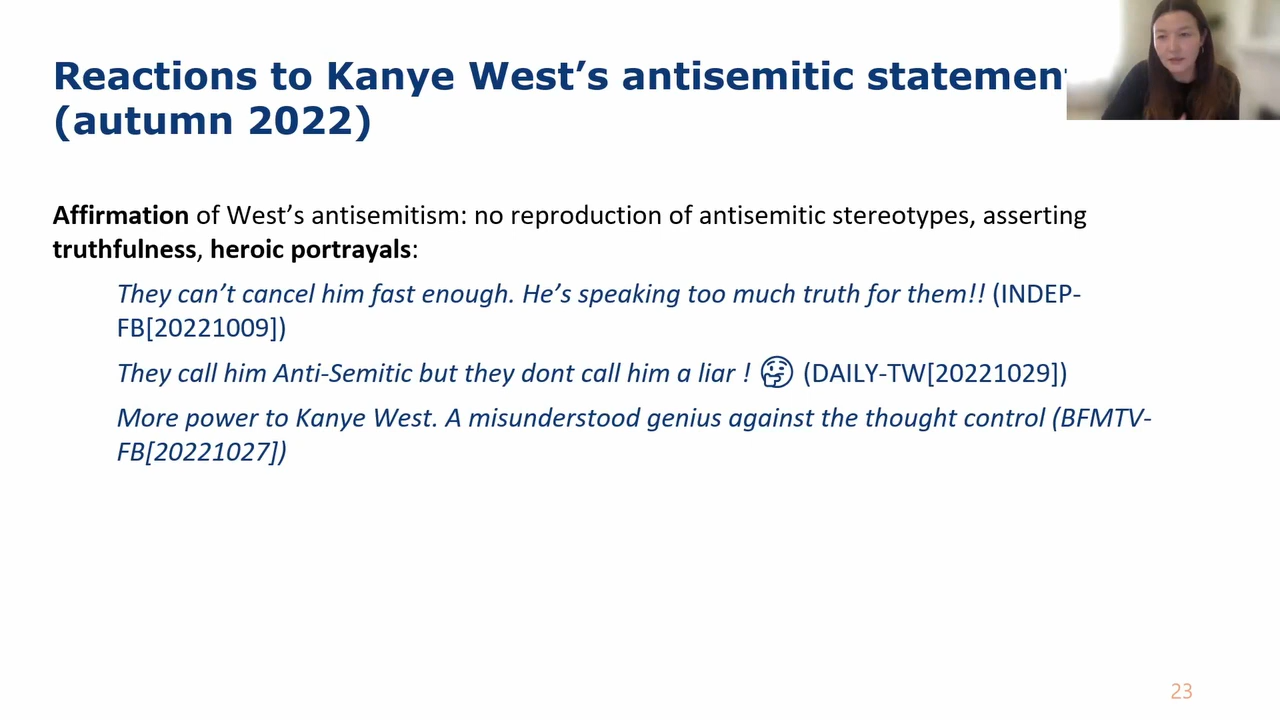 Reactions to Kanye West’s antisemitic
(autumn 2022)
Affirmation of West’s antisemitism: no reproduction of antisemitic stereotypes, asserting
truthfulness, heroic portrayals:
They can’t cancel him fast enough. He’s speaking too much truth for them!! (INDEP-
FB[20221009])
They call him Anti-Semitic but they dont call him a liar ! 🤔 (DAILY-TW[20221029])
More power to Kanye West. A misunderstood genius against the thought control (BFMTV-
FB[20221027])
23